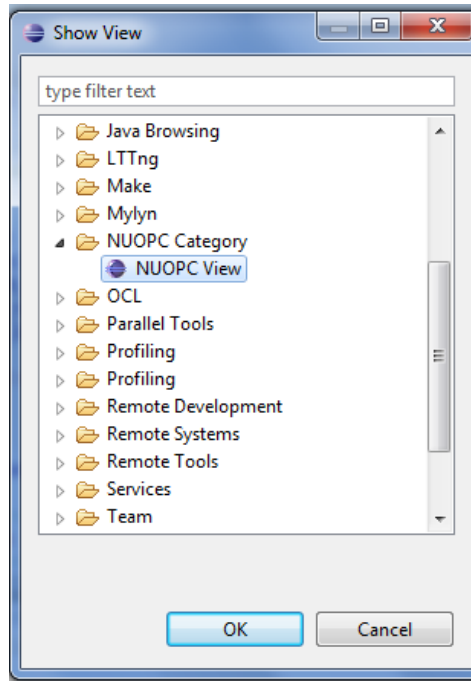 Show View
type filter text
Java Browsing
LTTng
Make
Mylyn
NUOPC Category
NUOPC View
OCL
Parallel Tools
Profiling
Profiling
Remote Development
Remote Systems
Remote Tools
Services
Team
OK Cancel